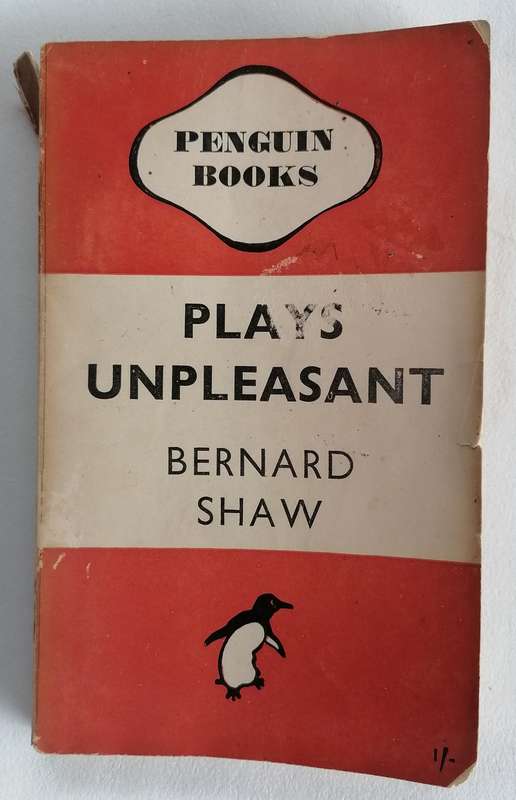 PENGUIN
BOOKS
PLAYS
UNPLEASANT
BERNARD
SHAW
1/-